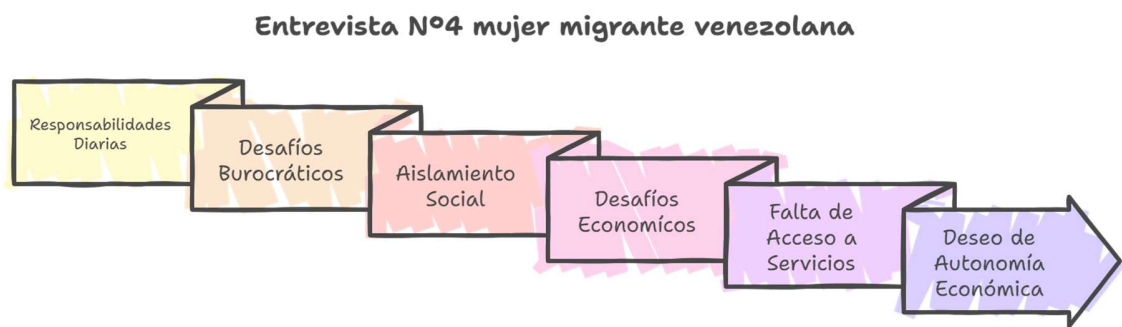 Entrevista Nº4 mujer migrante venezolana
Responsabilidades
Diarias
Desafíos
Burocráticos
Aislamiento
Social
Desafíos
Economícos
Falta de
Acceso a
Servicios
Deseo de
Autonomía
Económica